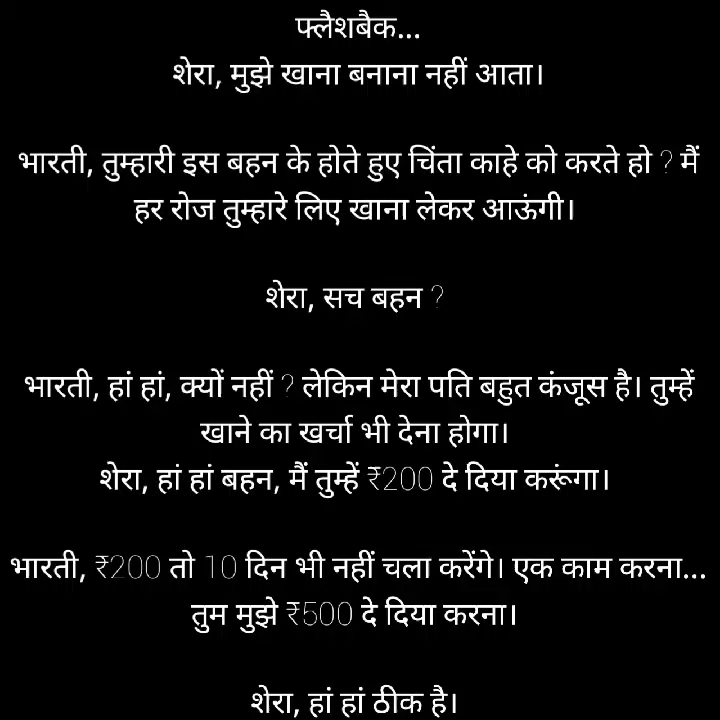 फ्लैशबैक...
शेरा, मुझे खाना बनाना नहीं आता।
भारती, तुम्हारी इस बहन के होते हुए चिंता काहे को करते हो ? मैं
हर रोज तुम्हारे लिए खाना लेकर आऊंगी।
शेरा, सच बहन ?
भारती, हां हां, क्यों नहीं ? लेकिन मेरा पति बहुत कंजूस है। तुम्हें
खाने का खर्चा भी देना होगा।
शेरा, हां हां बहन, मैं तुम्हें ₹200 दे दिया करूंगा।
भारती, ₹200 तो 10 दिन भी नहीं चला करेंगे। एक काम करना...
तुम मुझे ₹500 दे दिया करना।
शेरा, हां हां ठीक है।